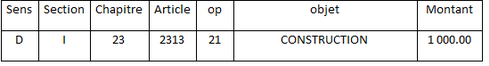 Sens Section Chapitre Article op objet Montant
D I 23 2313 21 CONSTRUCTION 1 000.00